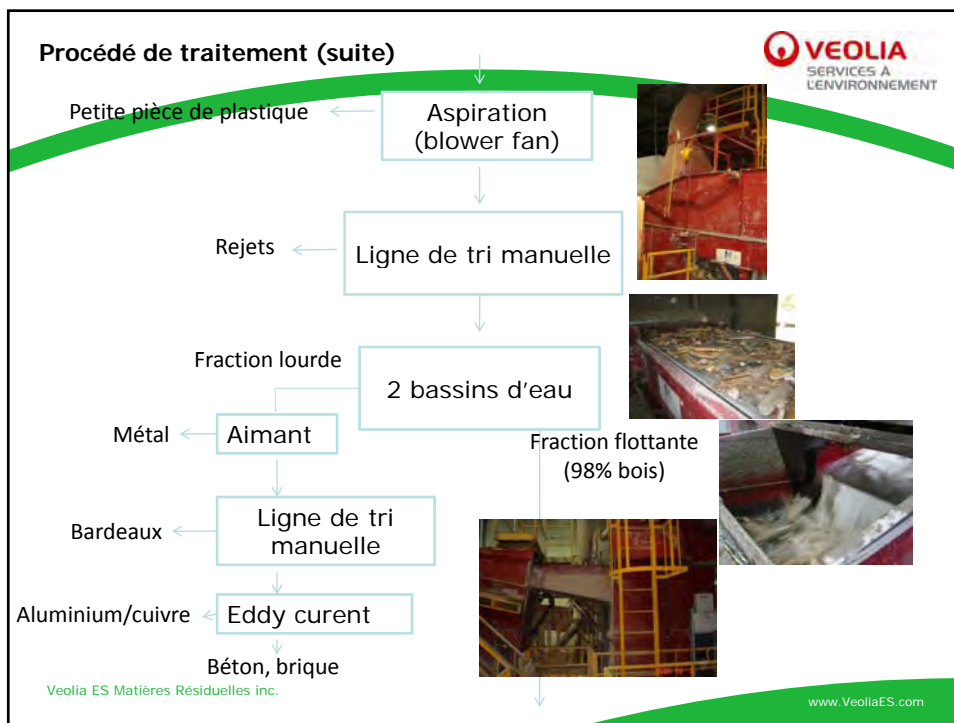 Procédé de traitement (suite)
VEOLIA
SERVICES À
L'ENVIRONNEMENT
Petite pièce de plastique
Aspiration
(blower fan)
Rejets
Ligne de tri manuelle
Fraction lourde
2 bassins d'eau
Métal
Aimant
Fraction flottante
(98% bois)
Bardeaux
Ligne de tri
manuelle
Aluminium/cuivre
Eddy curent
Béton, brique
Veolia ES Matières Résiduelles inc.
www.VeoliaES.com